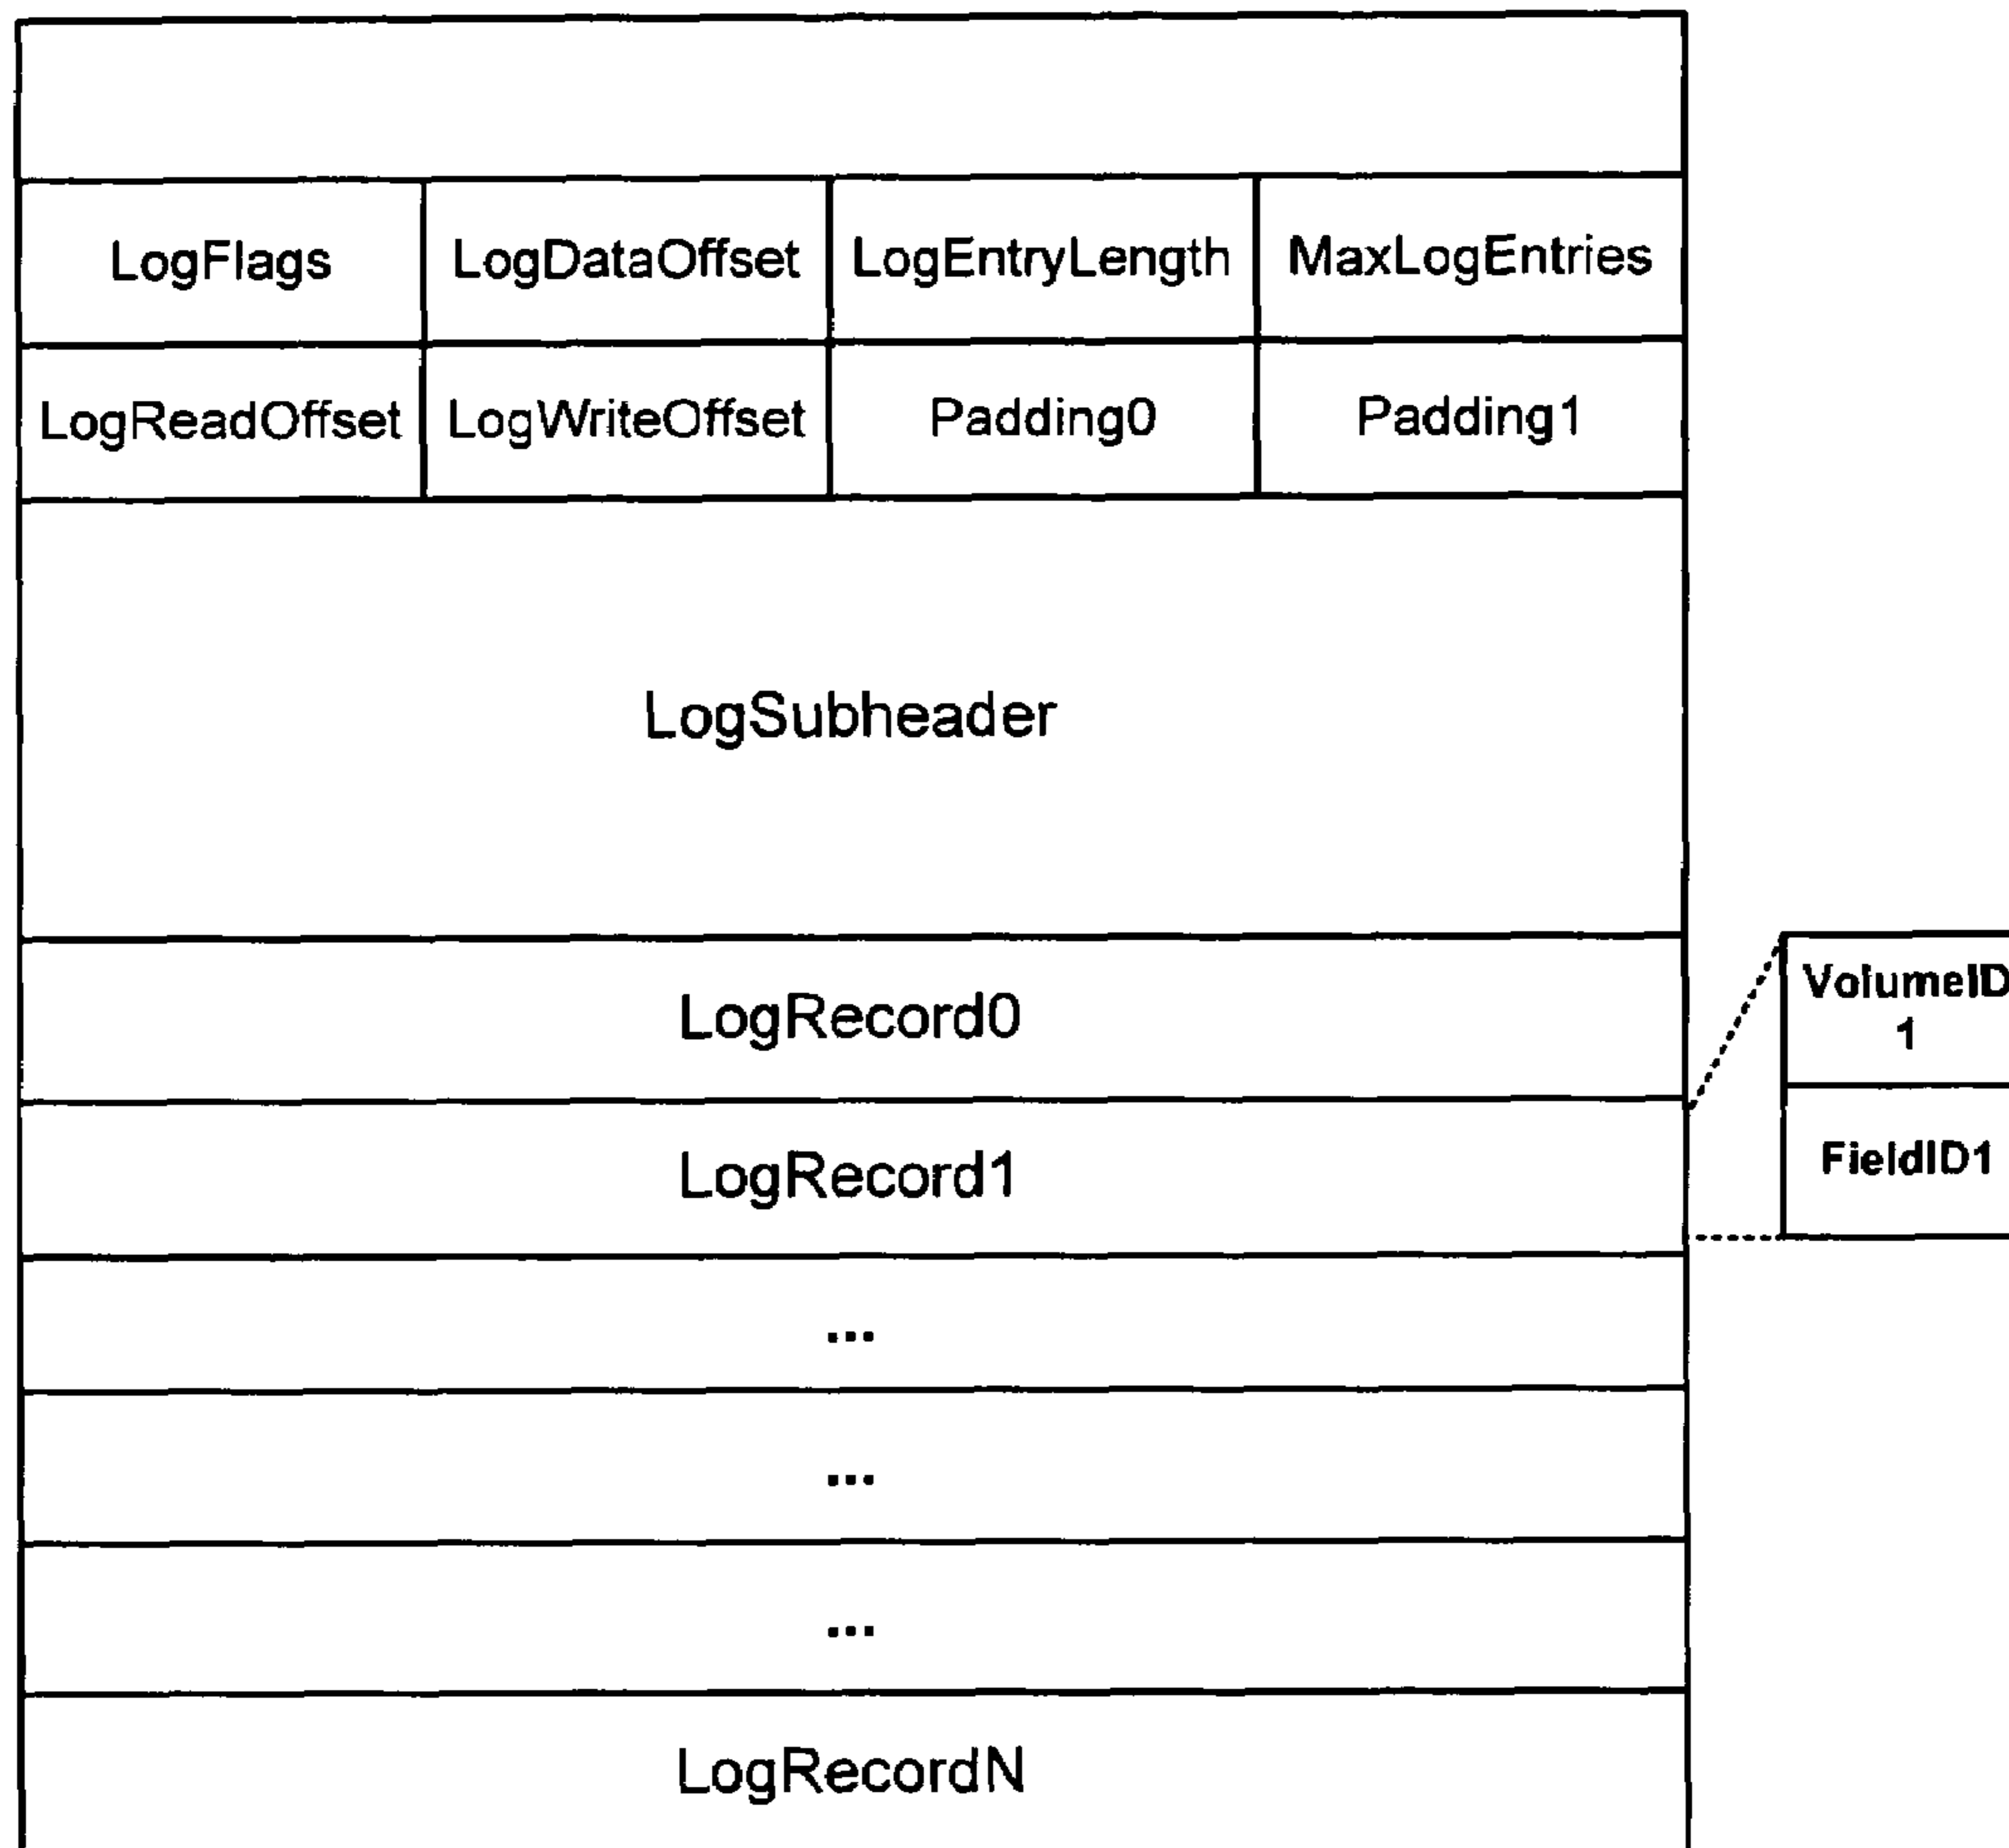 LogFlags LogDataOffset LogEntryLength MaxLogEntries
LogReadOffset LogWriteOffset Padding0 Padding1
LogSubheader
LogRecord0
VolumeID
1
LogRecord1
FieldID1
...
...
...
LogRecordN